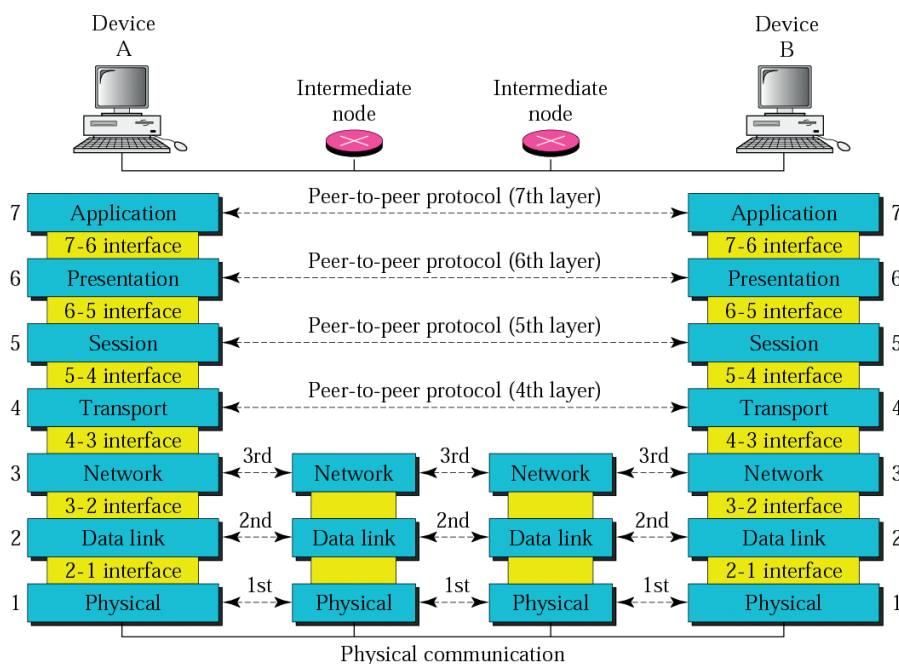 Device
A
Device
B
Intermediate
node
Intermediate
node
Peer-to-peer protocol (7th layer)
7 Application
Application 7
7-6 interface
7-6 interface
Peer-to-peer protocol (6th layer)
6 Presentation
Presentation 6
6-5 interface
6-5 interface
Peer-to-peer protocol (5th layer)
5 Session
Session 5
5-4 interface
5-4 interface
Peer-to-peer protocol (4th layer)
4 Transport
Transport 4
4-3 interface
4-3 interface
3 Network 3rd Network 3rd Network 3rd Network 3
3-2 interface
3-2 interface
2 Data link 2nd Data link 2nd Data link 2nd Data link 2
2-1 interface
2-1 interface
1 Physical 1st Physical 1st Physical 1st Physical 1
Physical communication